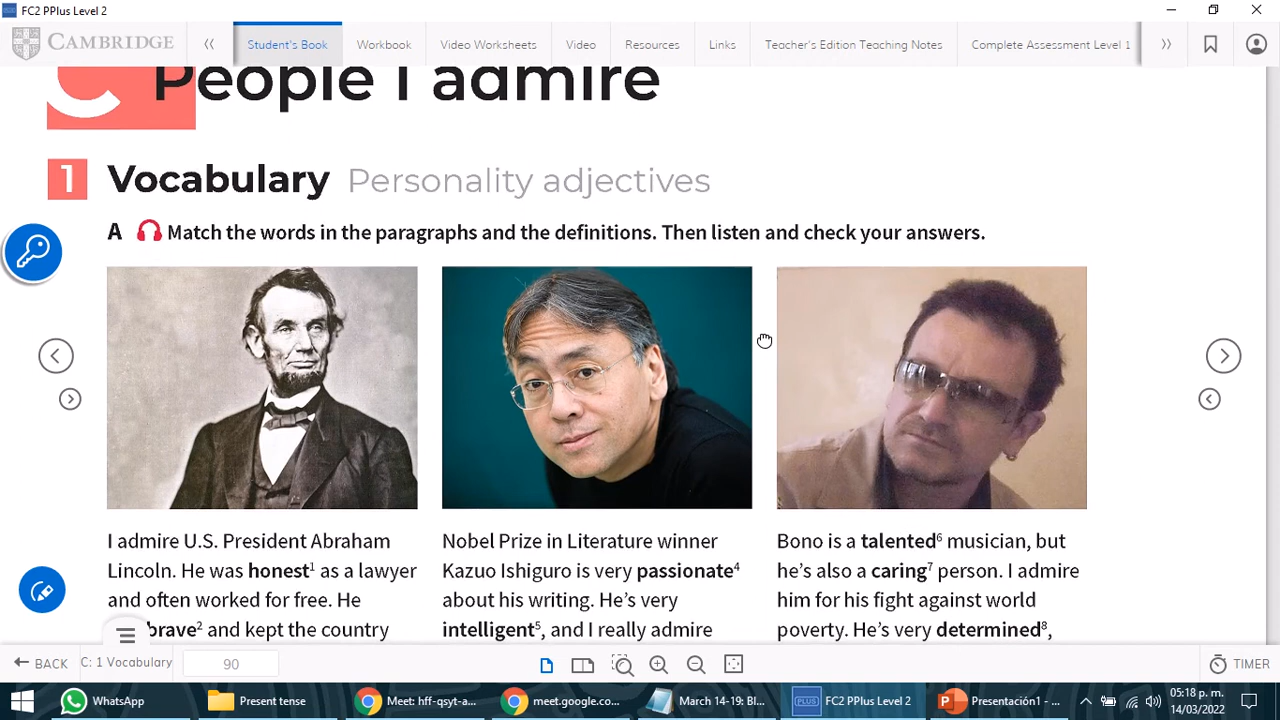 FC2 PPlus Level 2
CAMBRIDGE
Student's Book
Workbook
Video Worksheets
Video
Resources
Links
Teacher's Edition Teaching Notes
Complete Assessment Level 1
C People I admire
1 Vocabulary Personality adjectives
A Match the words in the paragraphs and the definitions. Then listen and check your answers.
I admire U.S. President Abraham
Lincoln. He was honest¹ as a lawyer
and often worked for free. He
brave² and kept the country
Nobel Prize in Literature winner
Kazuo Ishiguro is very passionate⁴
about his writing. He's very
intelligent⁵, and I really admire
Bono is a talented⁶ musician, but
he's also a caring⁷ person. I admire
him for his fight against world
poverty. He's very determined⁸,
BACK
C: 1 Vocabulary
90
TIMER
WhatsApp
Present tense
Meet: hff-qsyt-a...
meet.google.co...
March 14-19: Bl...
FC2 PPlus Level 2
Presentación1 - ...
05:18 p. m.
14/03/2022